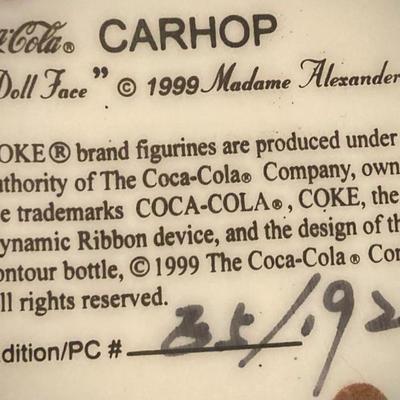 a-Cola® CARHOP
Doll Face" © 1999 Madame Alexander
OKE® brand figurines are produced under
uthority of The Coca-Cola® Company, own
e trademarks COCA-COLA®, COKE, the
ynamic Ribbon device, and the design of th
ontour bottle, © 1999 The Coca-Cola® Com
ll rights reserved.
dition/PC #